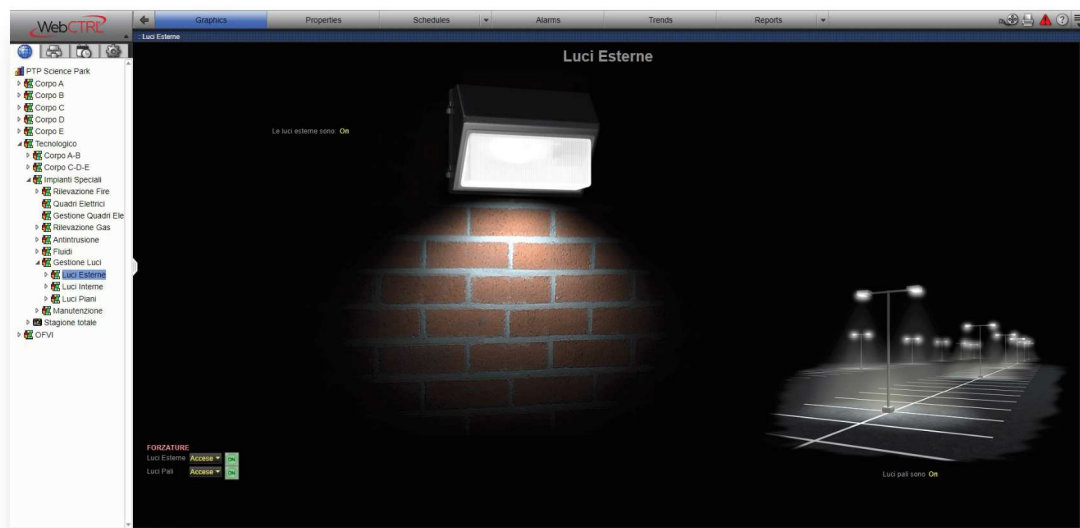 WebCTRL
Graphics
Properties
Schedules
Alarms
Trends
Reports
Luci Esterne
Luci Esterne
PTP Science Park
Corpo A
Corpo B
Corpo C
Corpo D
Corpo E
Tecnologico
Corpo A-B
Corpo C-D-E
Impianti Speciali
Rilevazione Fire
Quadri Elettrici
Gestione Quadri Ele
Rilevazione Gas
Antintrusione
Fluidi
Gestione Luci
Luci Esterne
Luci Interne
Luci Piani
Manutenzione
Stagione totale
OFVI
Le luci esterne sono: On
FORZATURE
Luci Esterne Accese ON
Luci Pali Accese ON
Luci pali sono On